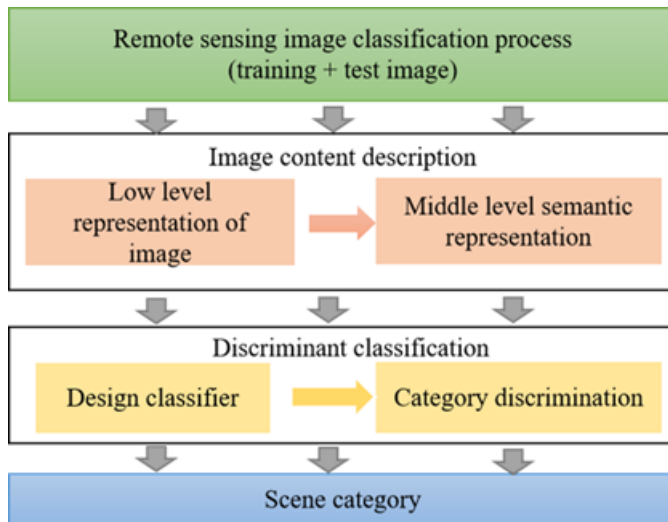 Remote sensing image classification process
(training + test image)
Image content description
Low level
representation of
image
Middle level semantic
representation
Discriminant classification
Design classifier
Category discrimination
Scene category